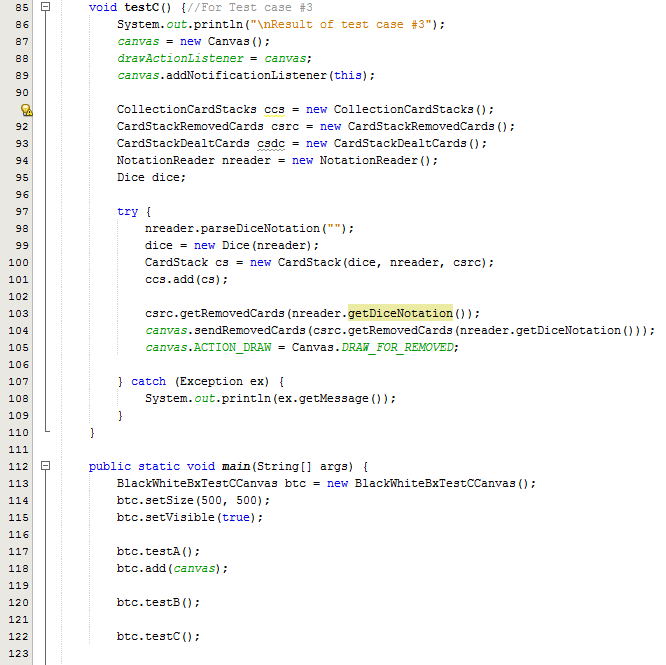 85 void testC() {//For Test case #3
86 System.out.println("\nResult of test case #3");
87 canvas = new Canvas();
88 drawActionListener = canvas;
89 canvas.addNotificationListener(this);
90
CollectionCardStacks ccs = new CollectionCardStacks();
92 CardStackRemovedCards csrc = new CardStackRemovedCards();
93 CardStackDealtCards csdc = new CardStackDealtCards();
94 NotationReader nreader = new NotationReader();
95 Dice dice;
96
97 try {
98 nreader.parseDiceNotation("");
99 dice = new Dice(nreader);
100 CardStack cs = new CardStack(dice, nreader, csrc);
101 ccs.add(cs);
102
103 csrc.getRemovedCards(nreader.getDiceNotation());
104 canvas.sendRemovedCards(csrc.getRemovedCards(nreader.getDiceNotation()));
105 canvas.ACTION_DRAW = Canvas.DRAW_FOR_REMOVED;
106
107 } catch (Exception ex) {
108 System.out.println(ex.getMessage());
109 }
110 }
111
112 public static void main(String[] args) {
113 BlackWhiteBxTestCCanvas btc = new BlackWhiteBxTestCCanvas();
114 btc.setSize(500, 500);
115 btc.setVisible(true);
116
117 btc.testA();
118 btc.add(canvas);
119
120 btc.testB();
121
122 btc.testC();
123